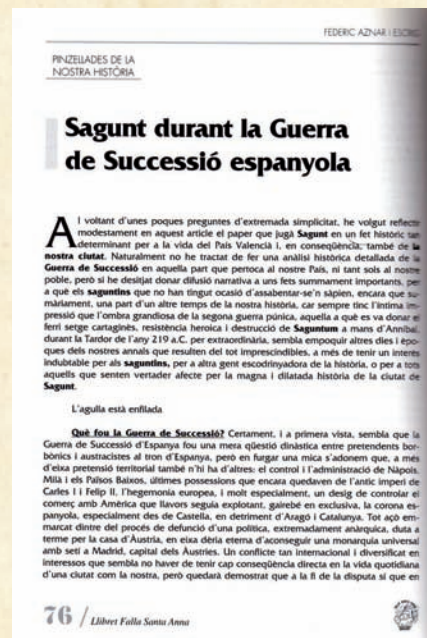 FEDERIC AZNAR I ESCRIG
PINZELLADES DE LA
NOSTRA HISTÒRIA
Sagunt durant la Guerra
de Successió espanyola
Al voltant d'unes poques preguntes d'extremada simplicitat, he volgut reflectir
modestament en aquest article el paper que jugà Sagunt en un fet històric tan
determinant per a la vida del País Valencià i, en conseqüència, també de la
nostra ciutat. Naturalment no he tractat de fer una anàlisi històrica detallada de la
Guerra de Successió en aquella part que pertoca al nostre País, ni tant sols al nostre
poble, però si he desitjat donar difusió narrativa a uns fets summament importants, per
a què els saguntins que no han tingut ocasió d'assabentar-se'n sàpien, encara que su-
màriament, una part d'un altre temps de la nostra història, car sempre tinc l'íntima im-
pressió que l'ombra grandiosa de la segona guerra púnica, aquella a què es va donar el
ferri setge cartaginés, resistència heroica i destrucció de Saguntum a mans d'Anníbal,
durant la Tardor de l'any 219 a.C. per extraordinària, sembla empoquir altres dies i èpo-
ques dels nostres annals que resulten del tot imprescindibles, a més de tenir un interés
indubtable per als saguntins, per a altra gent escodrinyadora de la història, o per a tots
aquells que senten vertader afecte per la magna i dilatada història de la ciutat de
Sagunt.
L'agulla està enfilada.
Què fou la Guerra de Successió? Certament, i a primera vista, sembla que la
Guerra de Successió d'Espanya fou una mera qüestió dinàstica entre pretendents bor-
bònics i austracistes al tron d'Espanya, però en furgar una mica s'adonem que, a més
d'eixa pretensió territorial també n'hi ha d'altres: el control i l'administració de Nàpols,
Milà i els Països Baixos, últimes possessions que encara quedaven de l'antic imperi de
Carles I i Felip II, l'hegemonia europea, i molt especialment, un desig de controlar el
comerç amb Amèrica que llavors seguia explotant, gairebé en exclusiva, la corona es-
panyola, especialment des de Castella, en detriment d'Aragó i Catalunya. Tot açò em-
marcat dintre del procés de defunció d'una política, extremadament anàrquica, duta a
terme per la casa d'Àustria, en eixa dèria eterna d'aconseguir una monarquia universal
amb setí a Madrid, capital dels Àustries. Un conflicte tan internacional i diversificat en
interessos que sembla no haver de tenir cap conseqüència directa en la vida quotidiana
d'una ciutat com la nostra, però quedarà demostrat que a la fi de la disputa si que en
76 / Llibret Falla Santa Anna